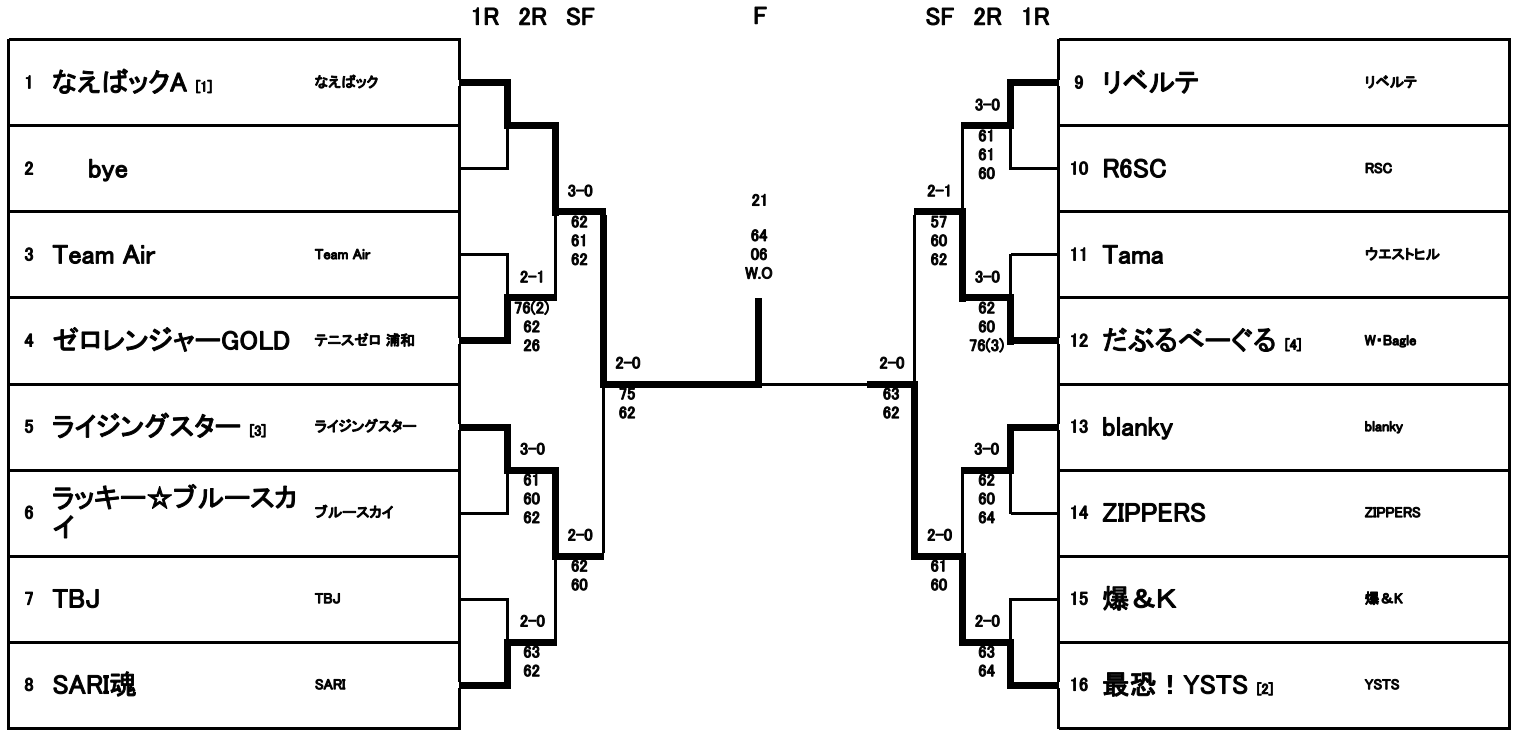 1R 2R SF F SF 2R 1R
1 なえばックA [1] なえばック
2 bye
3 Team Air Team Air
4 ゼロレンジャーGOLD テニスゼロ 浦和
5 ライジングスター [3] ライジングスター
6 ラッキー☆ブルースカ
イ ブルースカイ
7 TBJ TBJ
8 SARI魂 SARI
2-1
76(2)
62
26
3-0
61
60
62
2-0
63
62
3-0
62
61
62
2-0
62
60
2-0
75
62
21
64
06
W.O
2-0
63
62
2-1
57
60
62
2-0
61
60
3-0
61
61
60
3-0
62
60
76(3)
3-0
62
60
64
2-0
63
64
9 リベルテ リベルテ
10 R6SC RSC
11 Tama ウエストヒル
12 だぶるべーぐる [4] W・Bagle
13 blanky blanky
14 ZIPPERS ZIPPERS
15 爆＆K 爆＆K
16 最恐！YSTS [2] YSTS